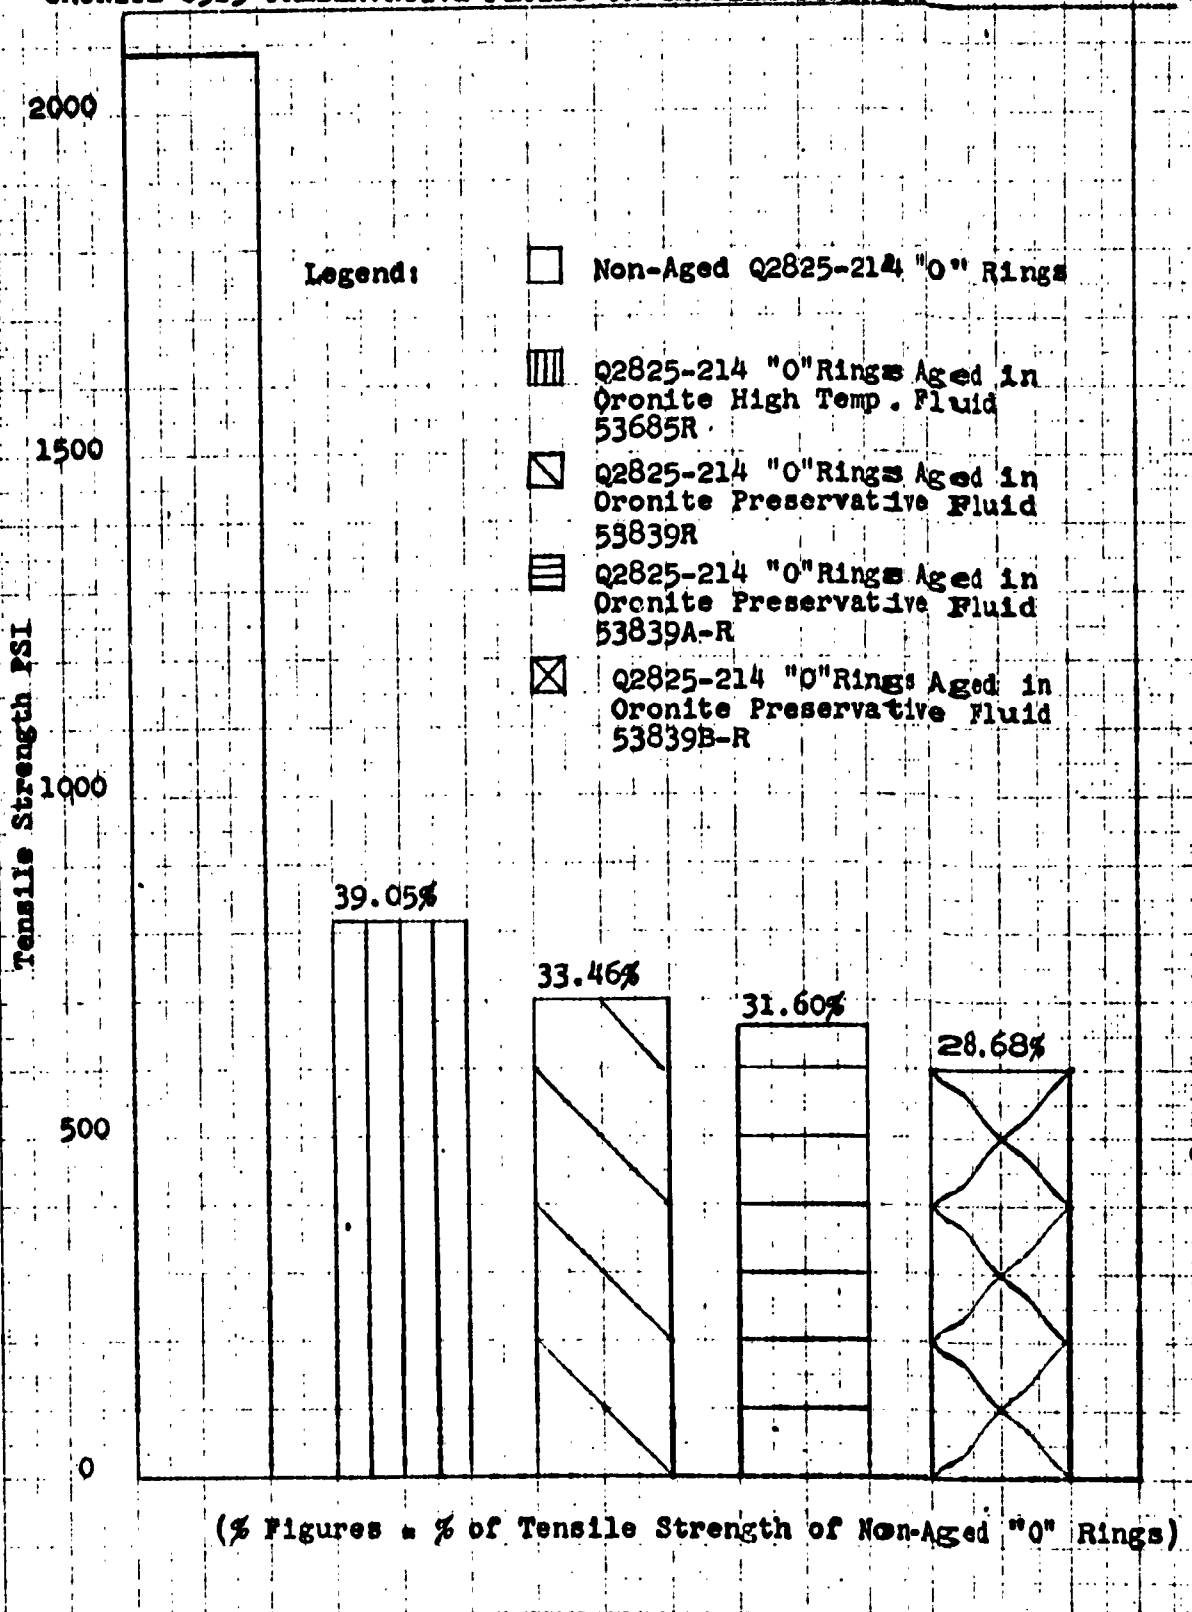 2000
Legend:
Non-Aged Q2825-214 "O" Rings
Q2825-214 "O"Rings Aged in
Oronite High Temp. Fluid
53685R
1500
Q2825-214 "O"Rings Aged in
Oronite Preservative Fluid
53839R
Q2825-214 "O"Rings Aged in
Oronite Preservative Fluid
53839A-R
Q2825-214 "O"Rings Aged in
Oronite Preservative Fluid
53839B-R
Tensile Strength PSI
1000
39.05%
33.46%
31.60%
28.68%
500
0
(% Figures = % of Tensile Strength of Non-Aged "O" Rings)